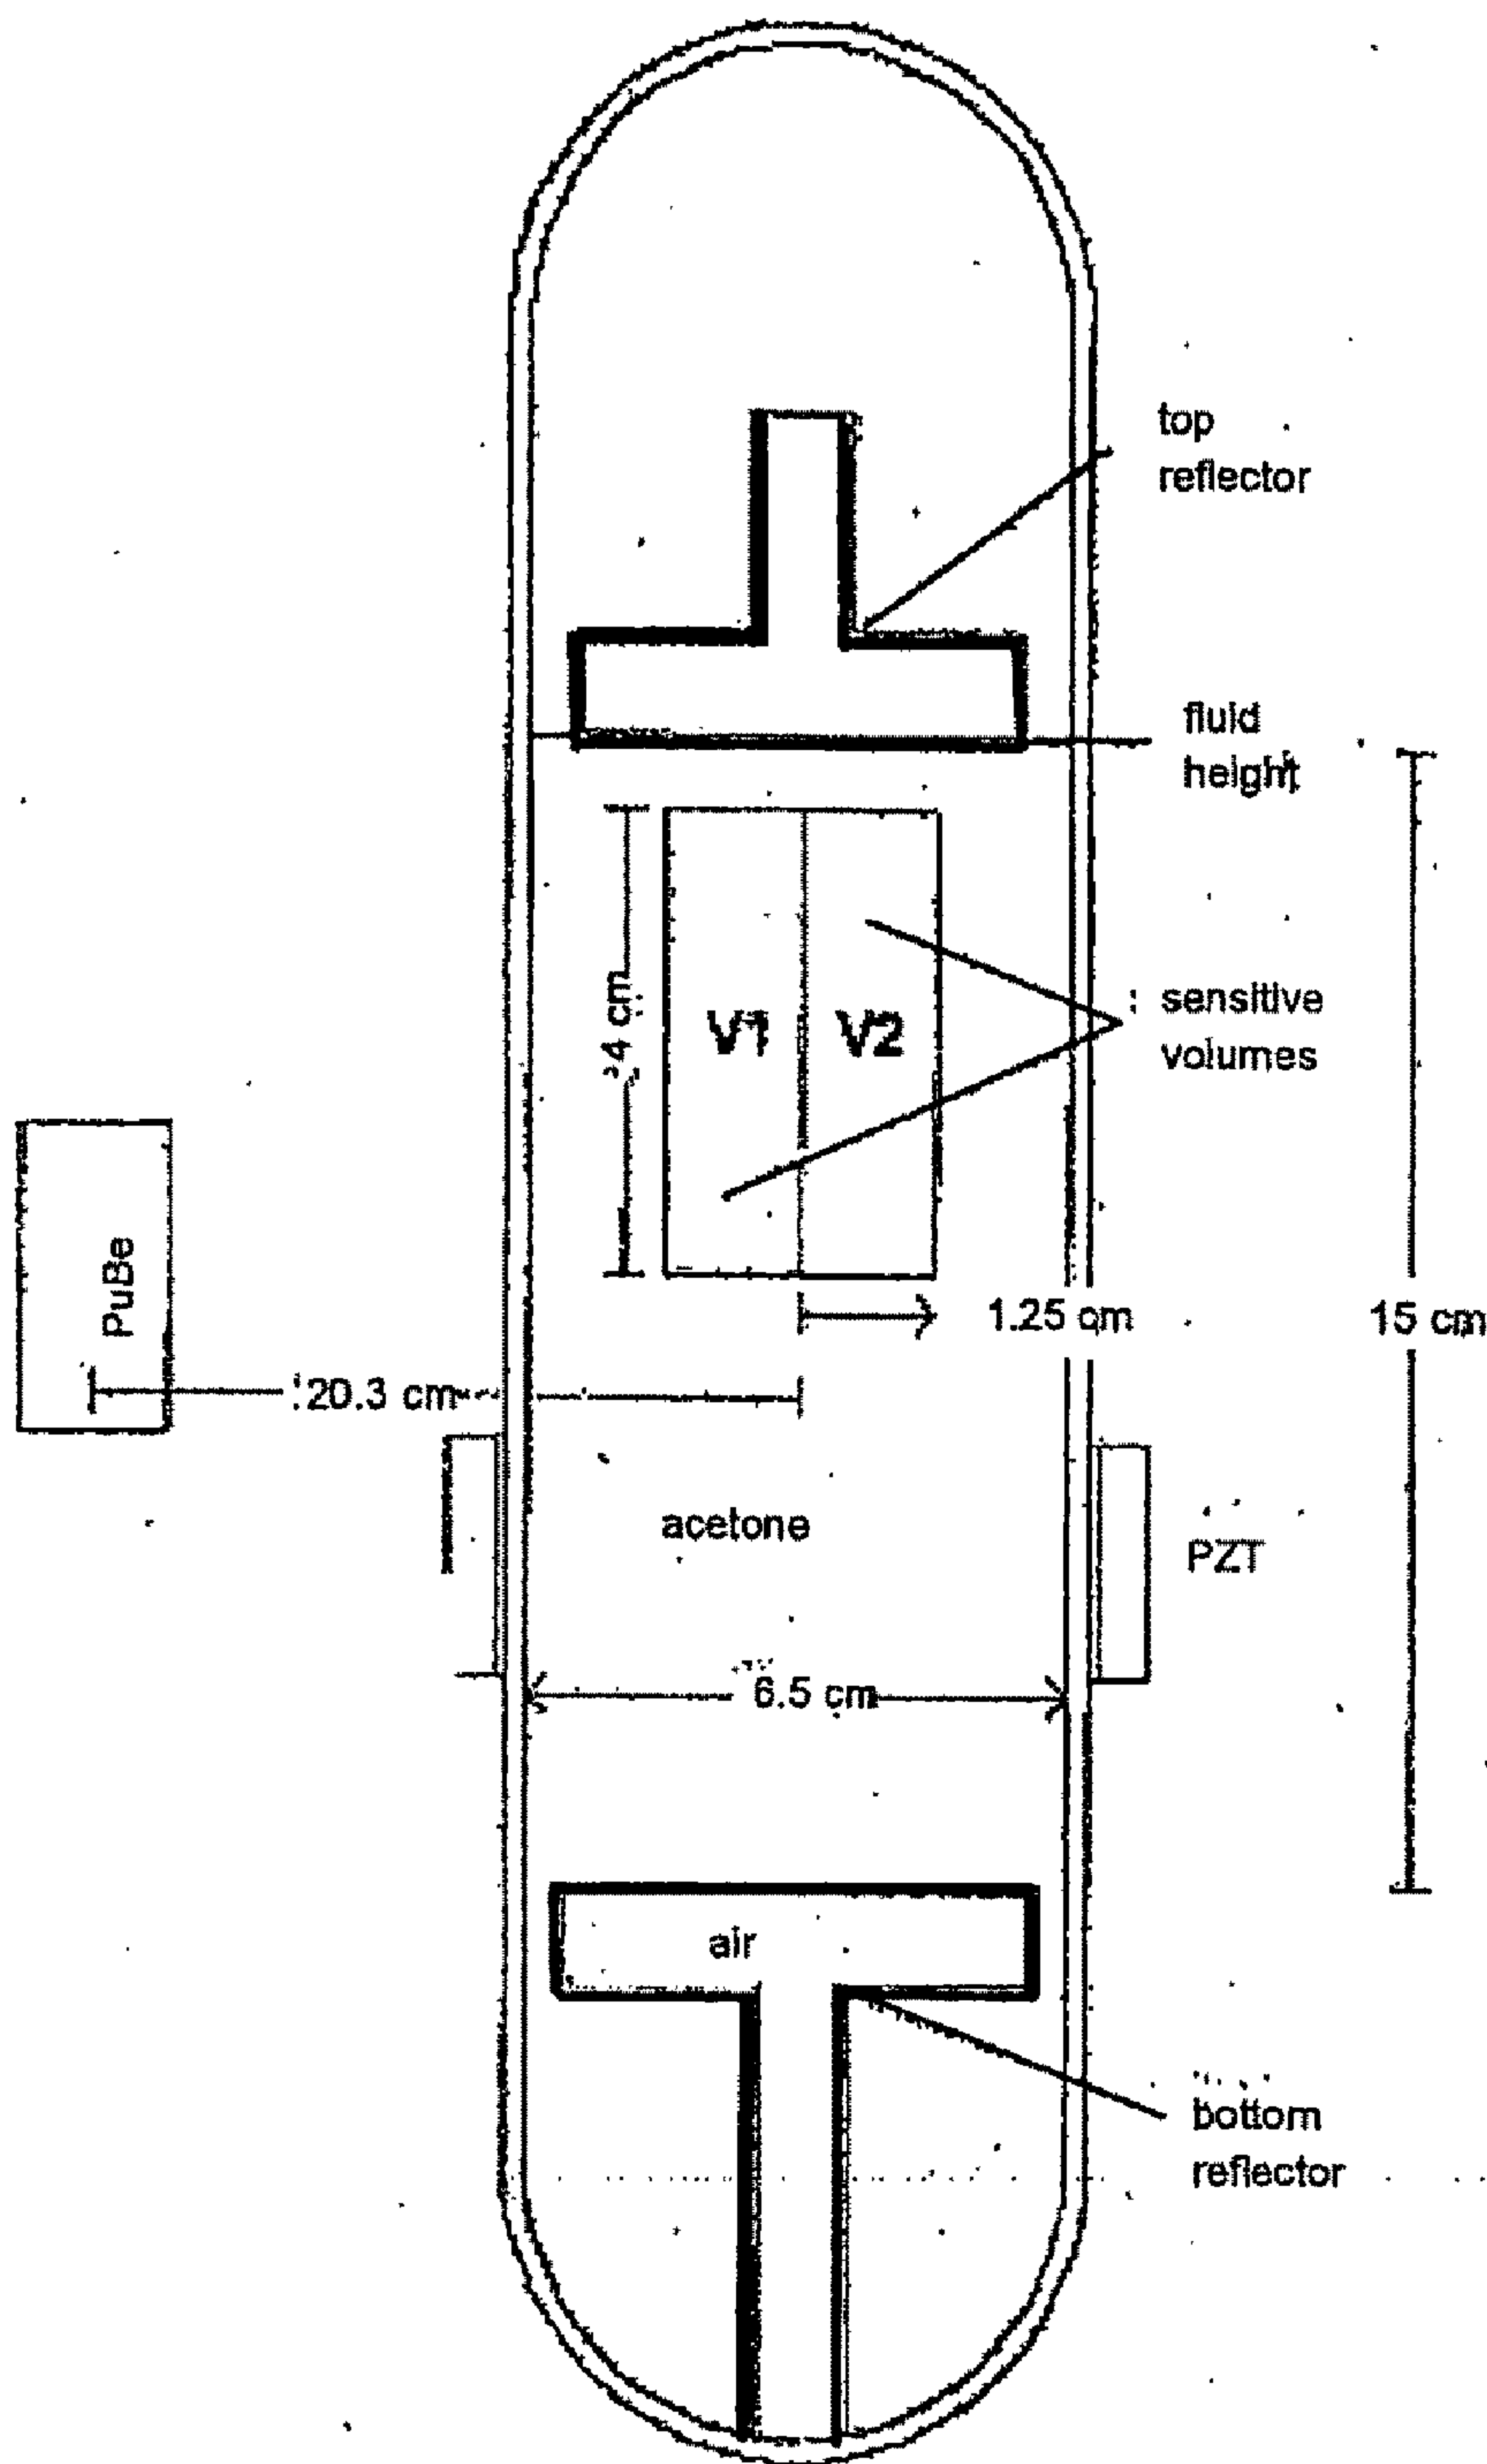 top
reflector
fluid
height
4 cm
V1 V2
sensitive
volumes
PuBe
1.25 cm
15 cm
20.3 cm
acetone
PZT
6.5 cm
air
bottom
reflector